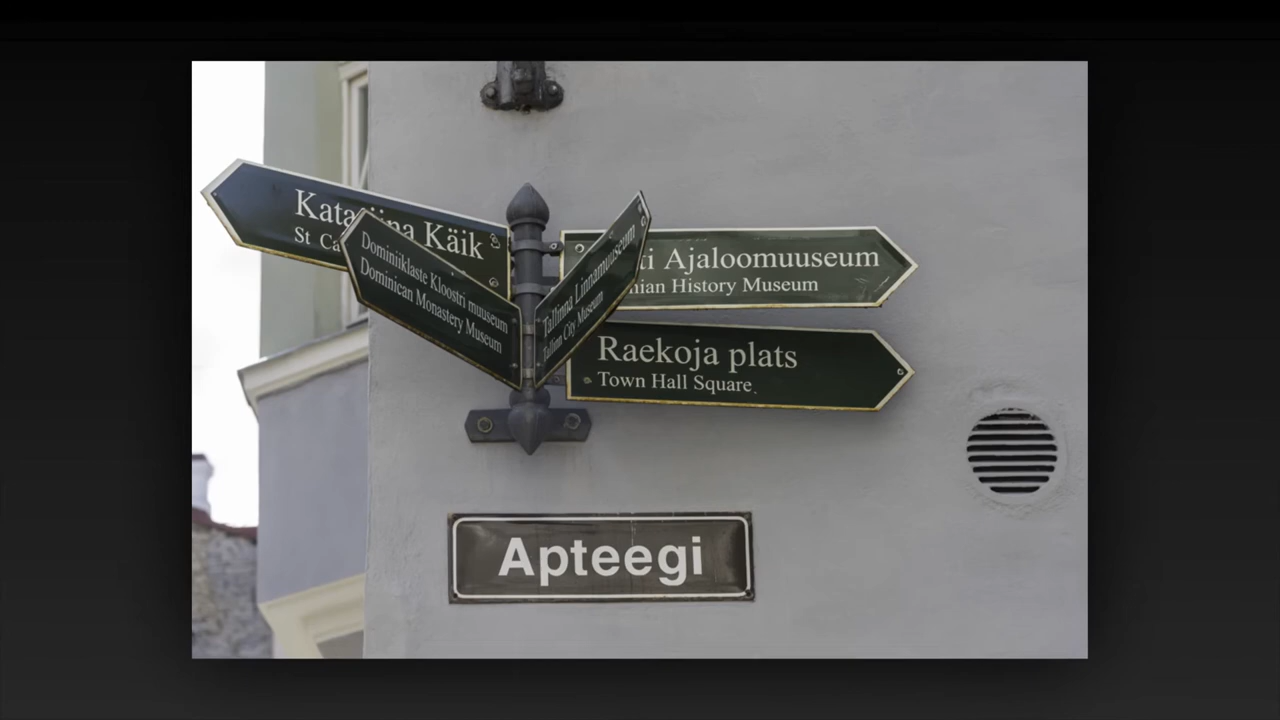 Käik
St
Dominiiklaste Kloostri muuseum
Dominican Monastery Museum
Tallinna Linnamuuseum
Tallinn City Museum
Ajaloomuuseum
History Museum
Raekoja plats
Town Hall Square
Apteegi